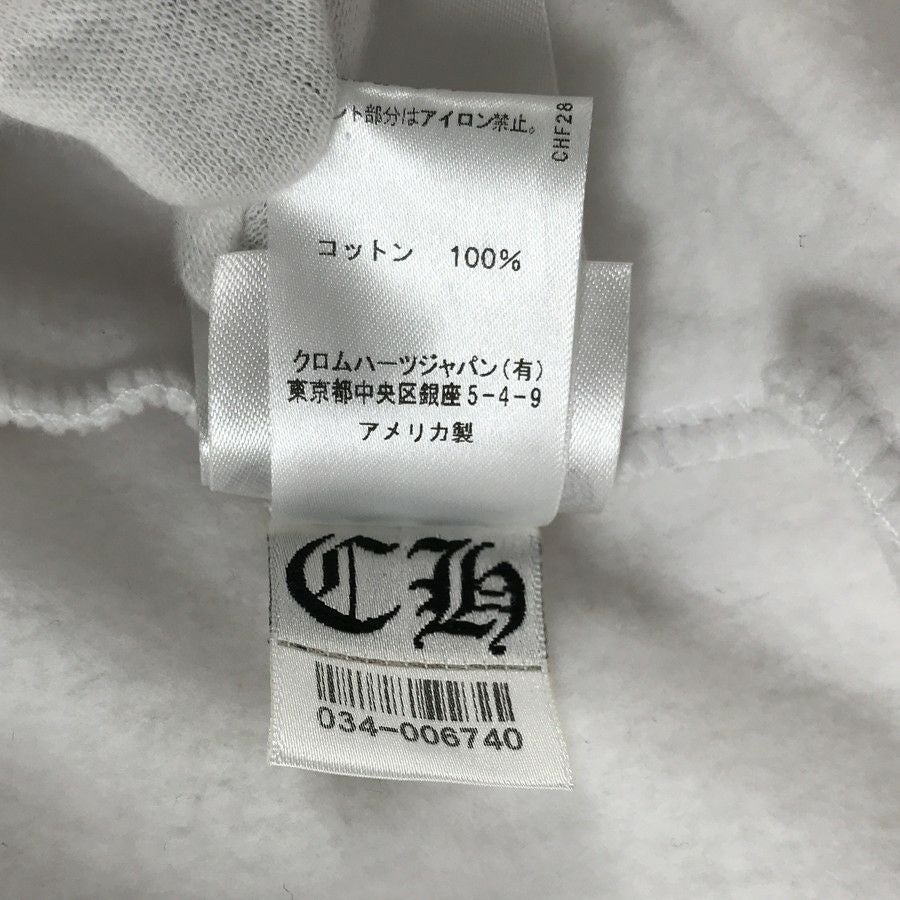 ント部分はアイロン禁止。
CHF28
コットン 100%
クロムハーツジャパン(有)
東京都中央区銀座5-4-9
アメリカ製
CH
034-006740